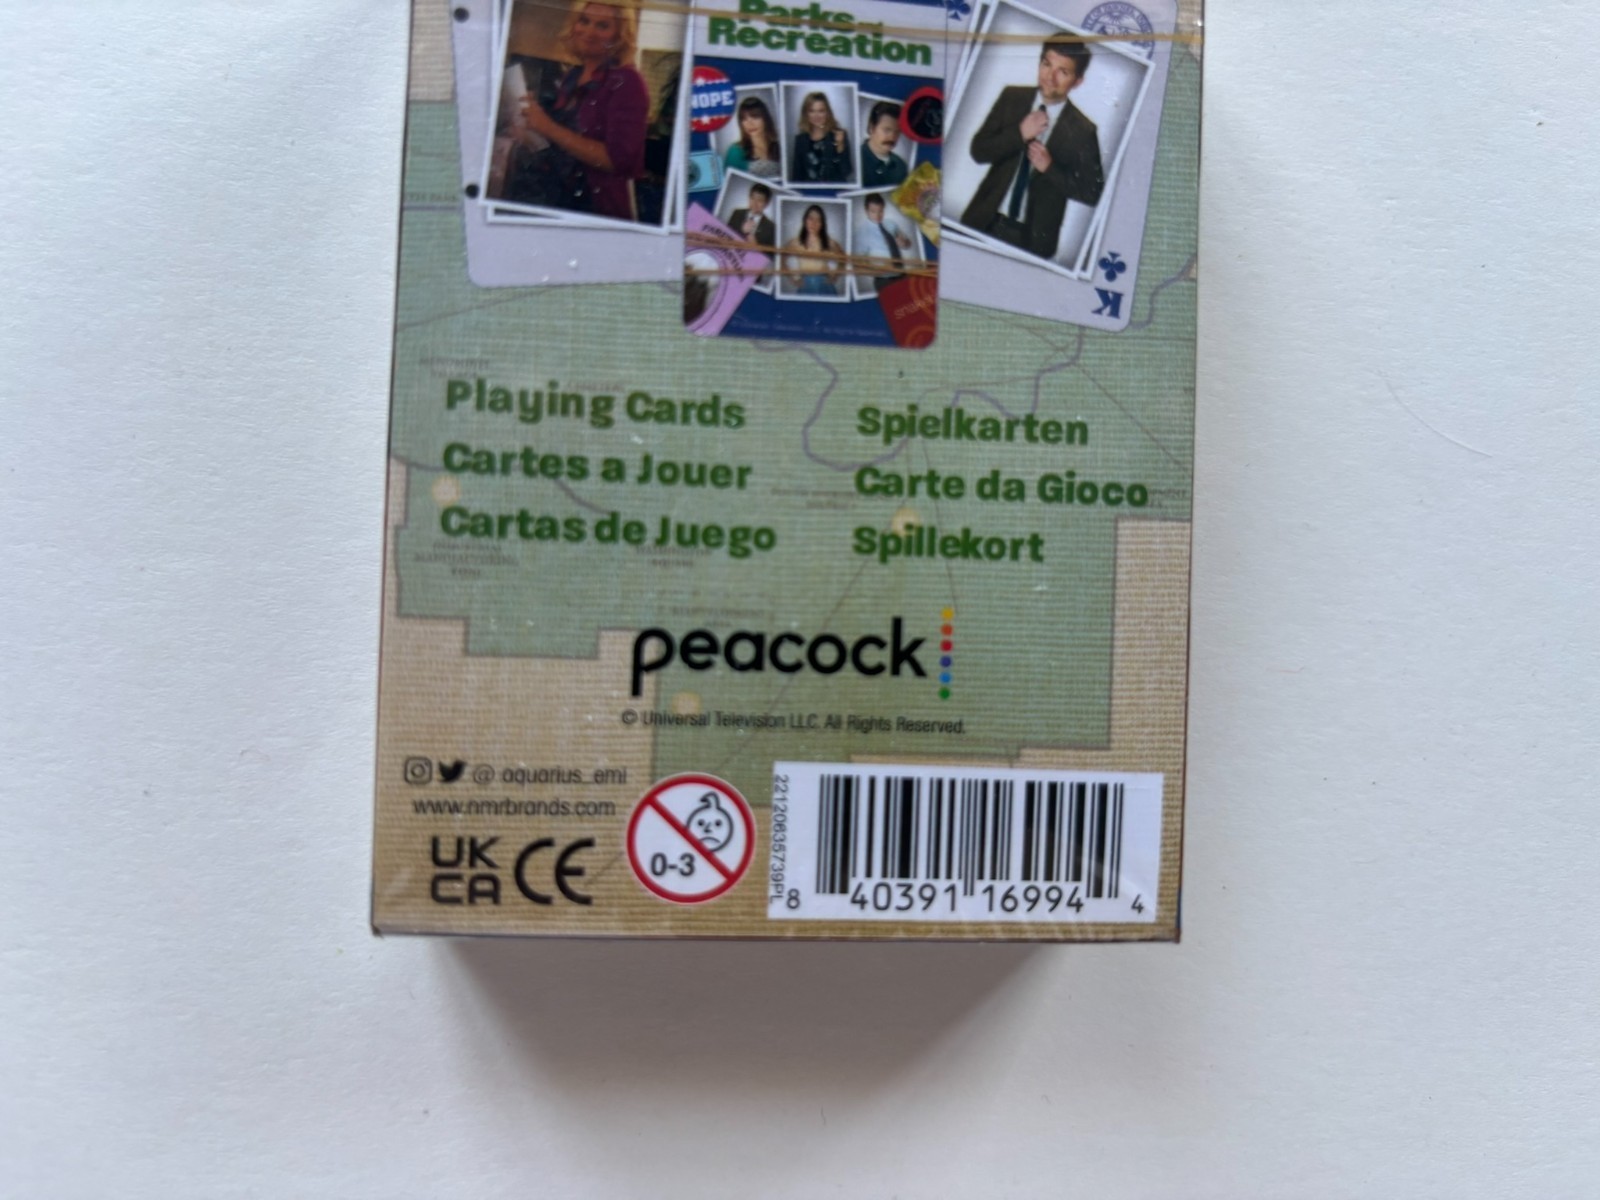 Parks and
Recreation
NOPE
K
Playing Cards
Cartes a Jouer
Cartas de Juego
Spielkarten
Carte da Gioco
Spillekort
peacock
© Universal Television LLC. All Rights Reserved.
@ aquarius_emi
www.nmrbrands.com
UK
CA
CE
0-3
22120635739PL
8 40391 16994 4